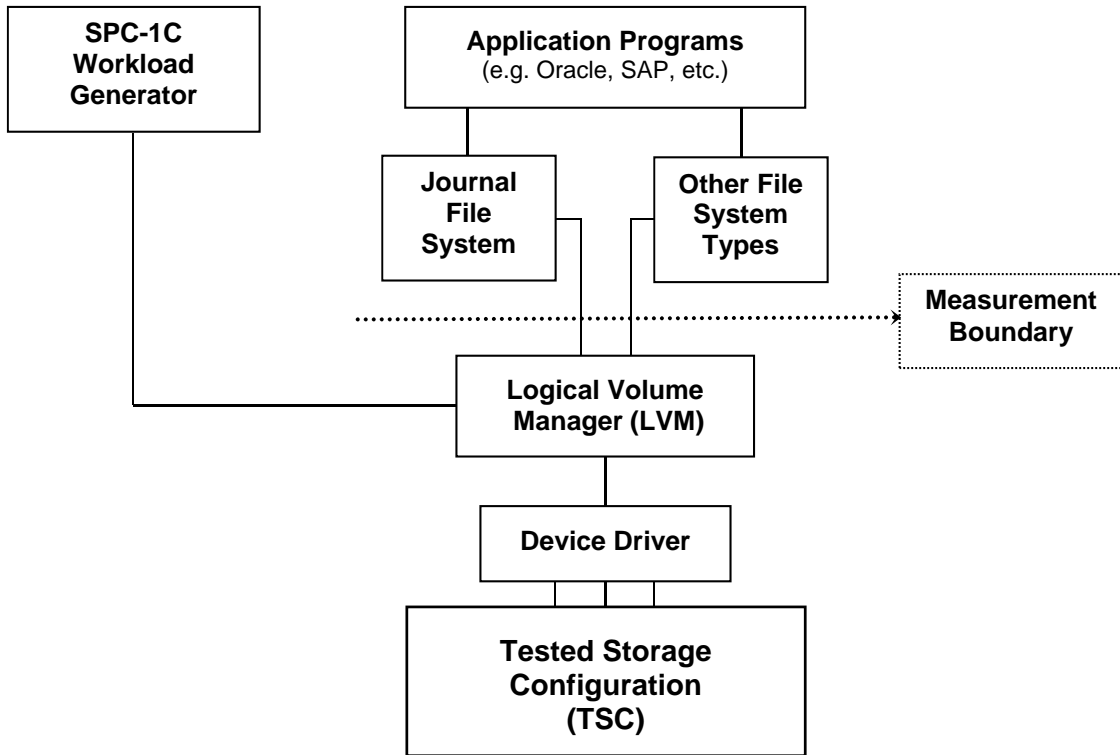 SPC-1C
Workload
Generator
Application Programs
(e.g. Oracle, SAP, etc.)
Journal
File
System
Other File
System
Types
Measurement
Boundary
Logical Volume
Manager (LVM)
Device Driver
Tested Storage
Configuration
(TSC)